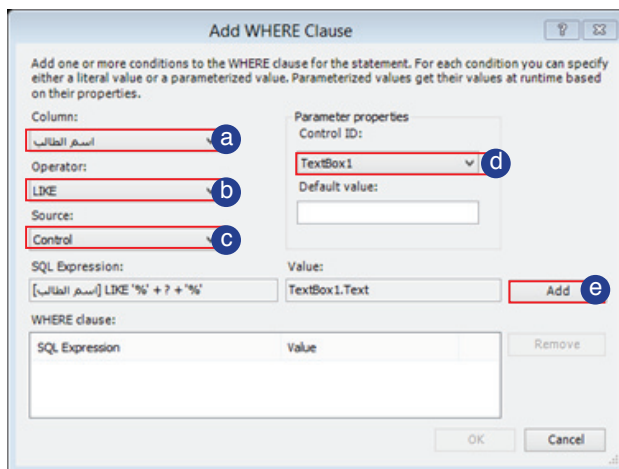 Add WHERE Clause
Add one or more conditions to the WHERE clause for the statement. For each condition you can specify
either a literal value or a parameterized value. Parameterized values get their values at runtime based
on their properties.
Column:
اسم الطالب
a
Operator:
LIKE
b
Source:
Control
c
Parameter properties
Control ID:
TextBox1
d
Default value:
SQL Expression:
[اسم الطالب] LIKE '%' + ? + '%'
Value:
TextBox1.Text
Add
e
WHERE clause:
SQL Expression
Value
Remove
OK
Cancel